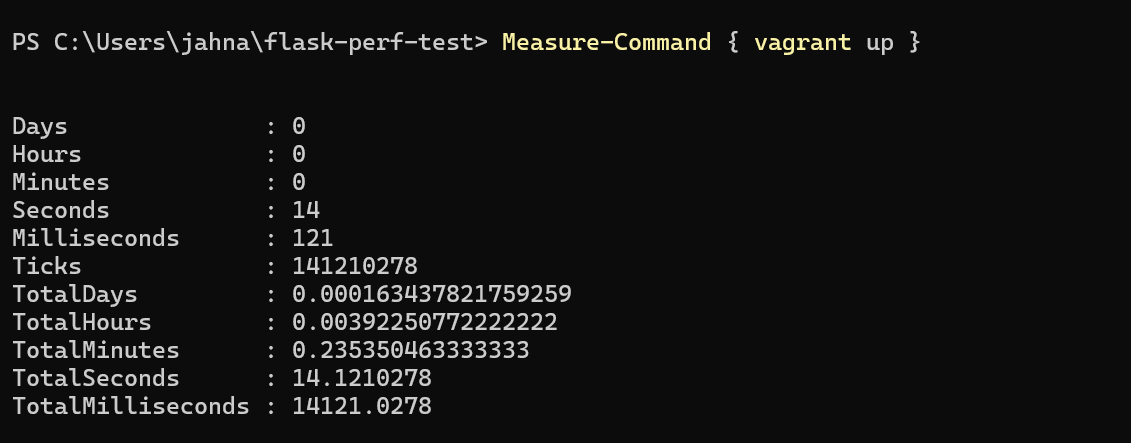 PS C:\Users\jahna\flask-perf-test> Measure-Command { vagrant up }
Days              : 0
Hours             : 0
Minutes           : 0
Seconds           : 14
Milliseconds      : 121
Ticks             : 141210278
TotalDays         : 0.000163437821759259
TotalHours        : 0.00392250772222222
TotalMinutes      : 0.235350463333333
TotalSeconds      : 14.1210278
TotalMilliseconds : 14121.0278